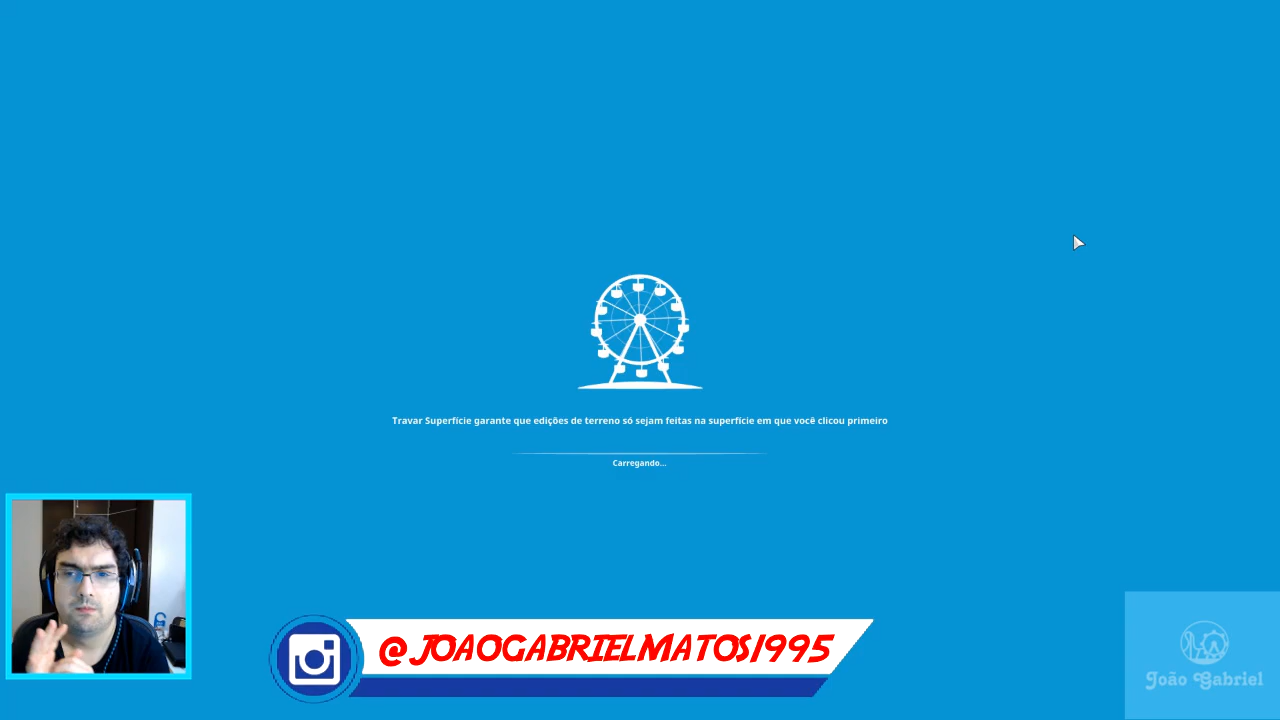 Travar Superfície garante que edições de terreno só sejam feitas na superfície em que você clicou primeiro
Carregando...
@JOAOGABRIELMATOS1995
João Gabriel